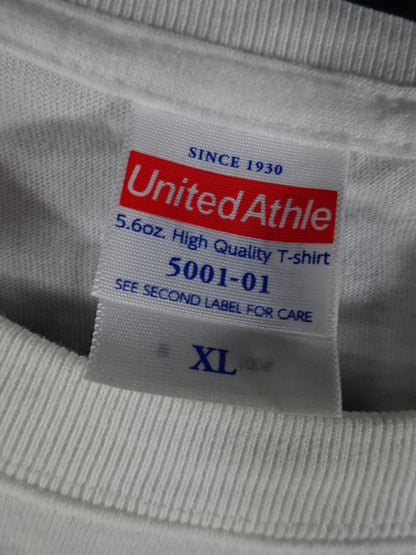 SINCE 1930
United Athle
5.6oz. High Quality T-shirt
5001-01
SEE SECOND LABEL FOR CARE
XL